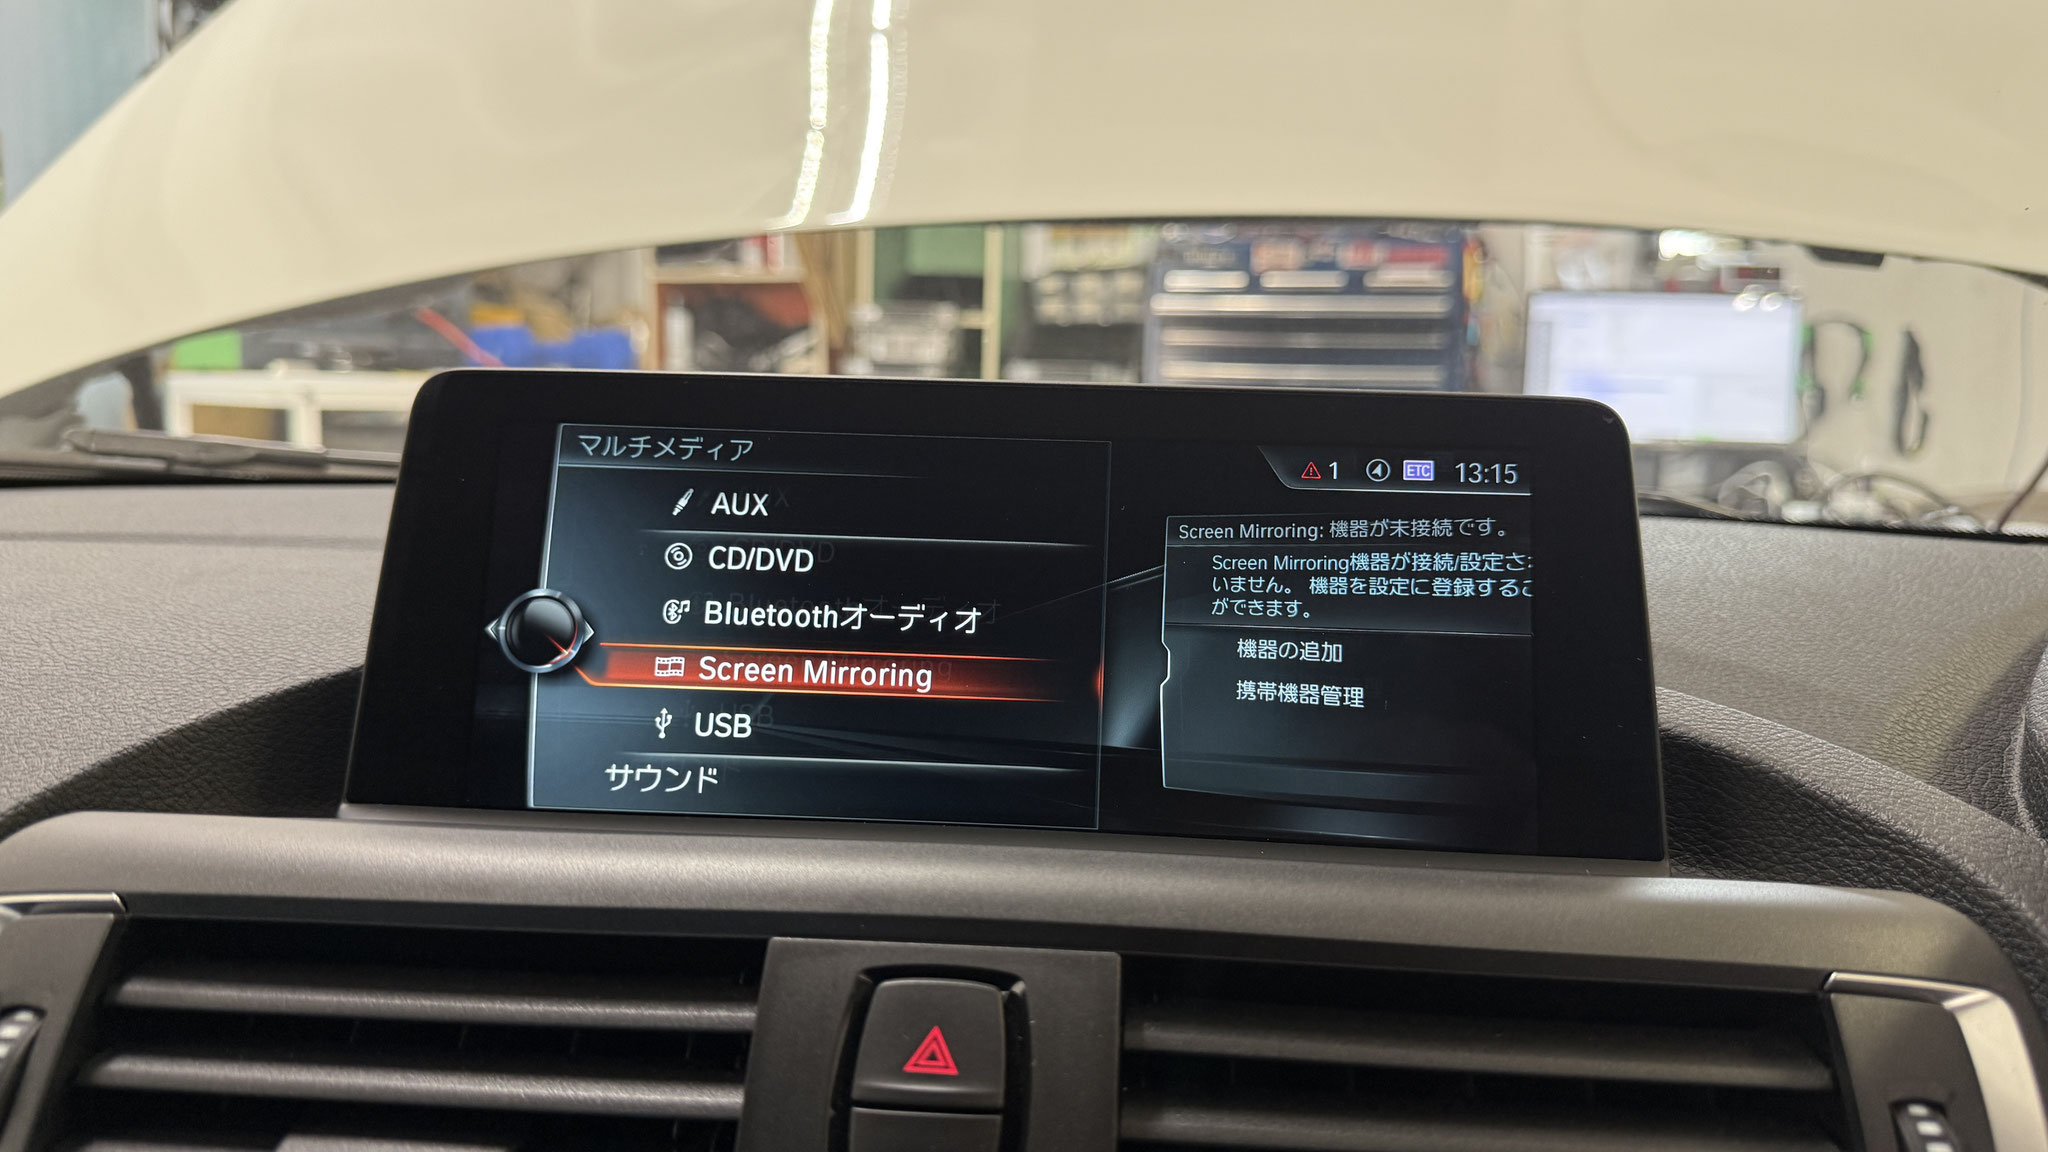 マルチメディア
AUX
CD/DVD
Bluetoothオーディオ
Screen Mirroring
USB
サウンド
1 ETC 13:15
Screen Mirroring: 機器が未接続です。
Screen Mirroring機器が接続/設定さ
いません。 機器を設定に登録するこ
ができます。
機器の追加
携帯機器管理